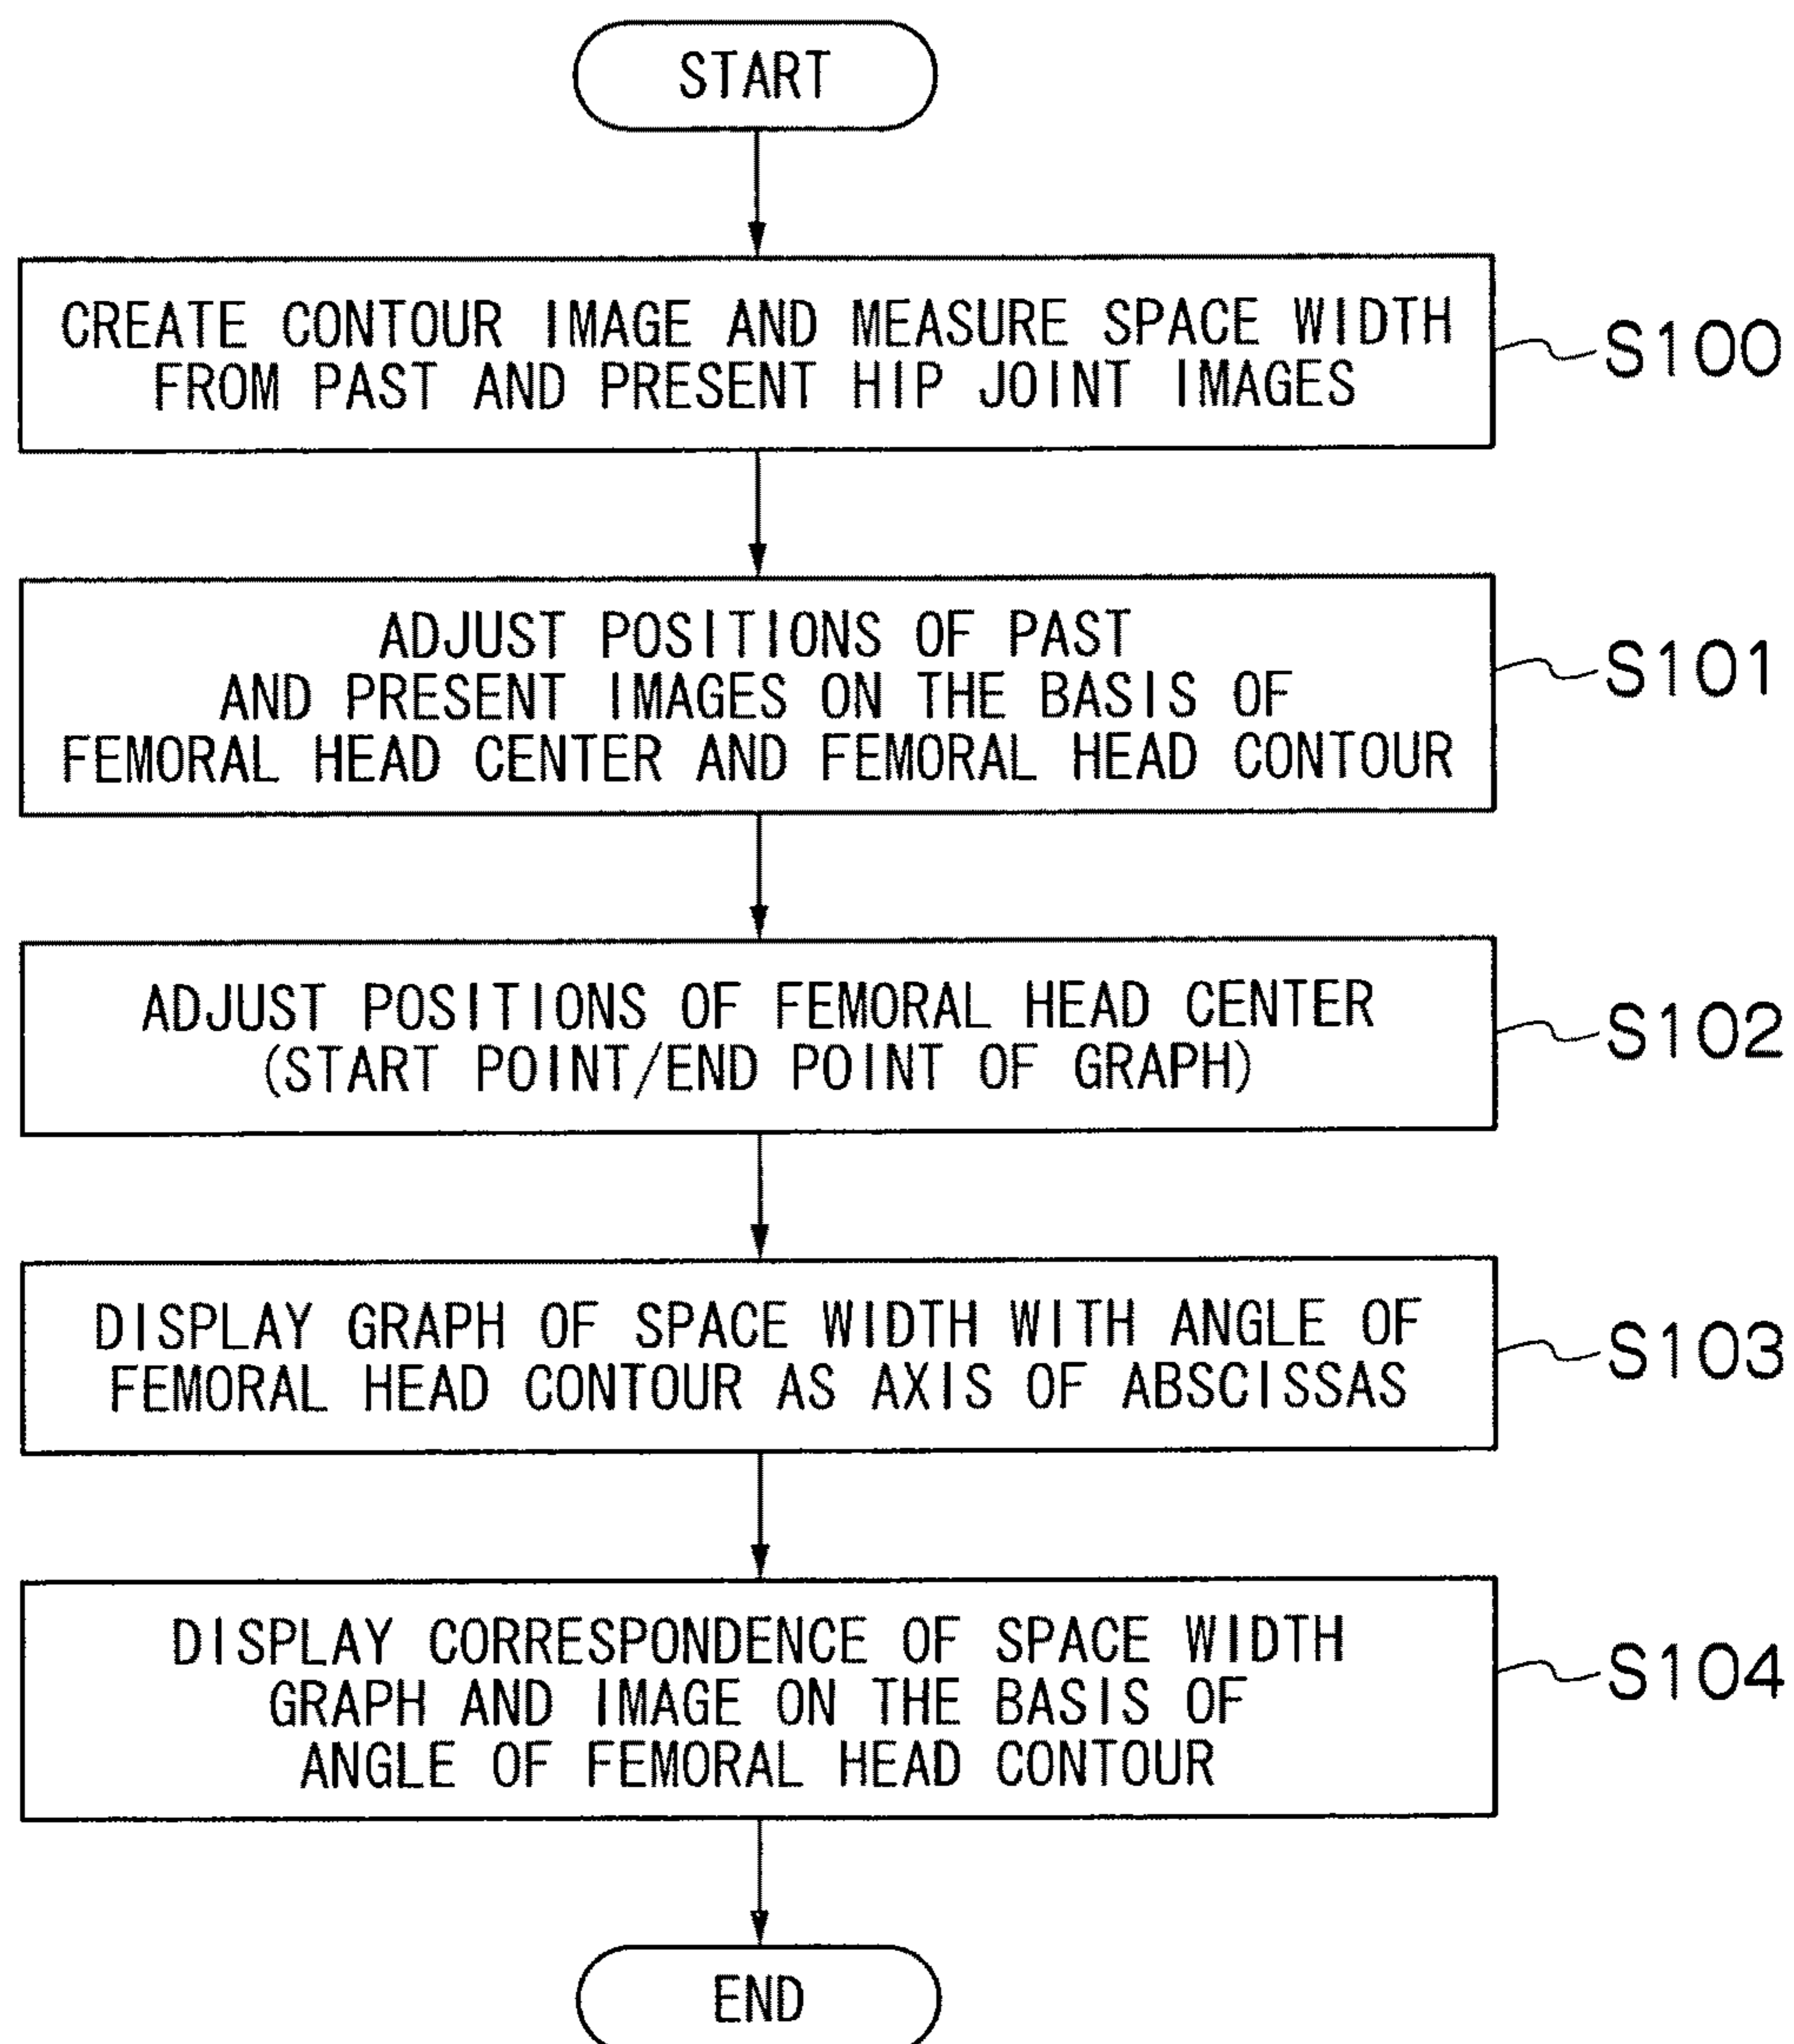 START
CREATE CONTOUR IMAGE AND MEASURE SPACE WIDTH
FROM PAST AND PRESENT HIP JOINT IMAGES
S100
ADJUST POSITIONS OF PAST
AND PRESENT IMAGES ON THE BASIS OF
FEMORAL HEAD CENTER AND FEMORAL HEAD CONTOUR
S101
ADJUST POSITIONS OF FEMORAL HEAD CENTER
(START POINT/END POINT OF GRAPH)
S102
DISPLAY GRAPH OF SPACE WIDTH WITH ANGLE OF
FEMORAL HEAD CONTOUR AS AXIS OF ABSCISSAS
S103
DISPLAY CORRESPONDENCE OF SPACE WIDTH
GRAPH AND IMAGE ON THE BASIS OF
ANGLE OF FEMORAL HEAD CONTOUR
S104
END